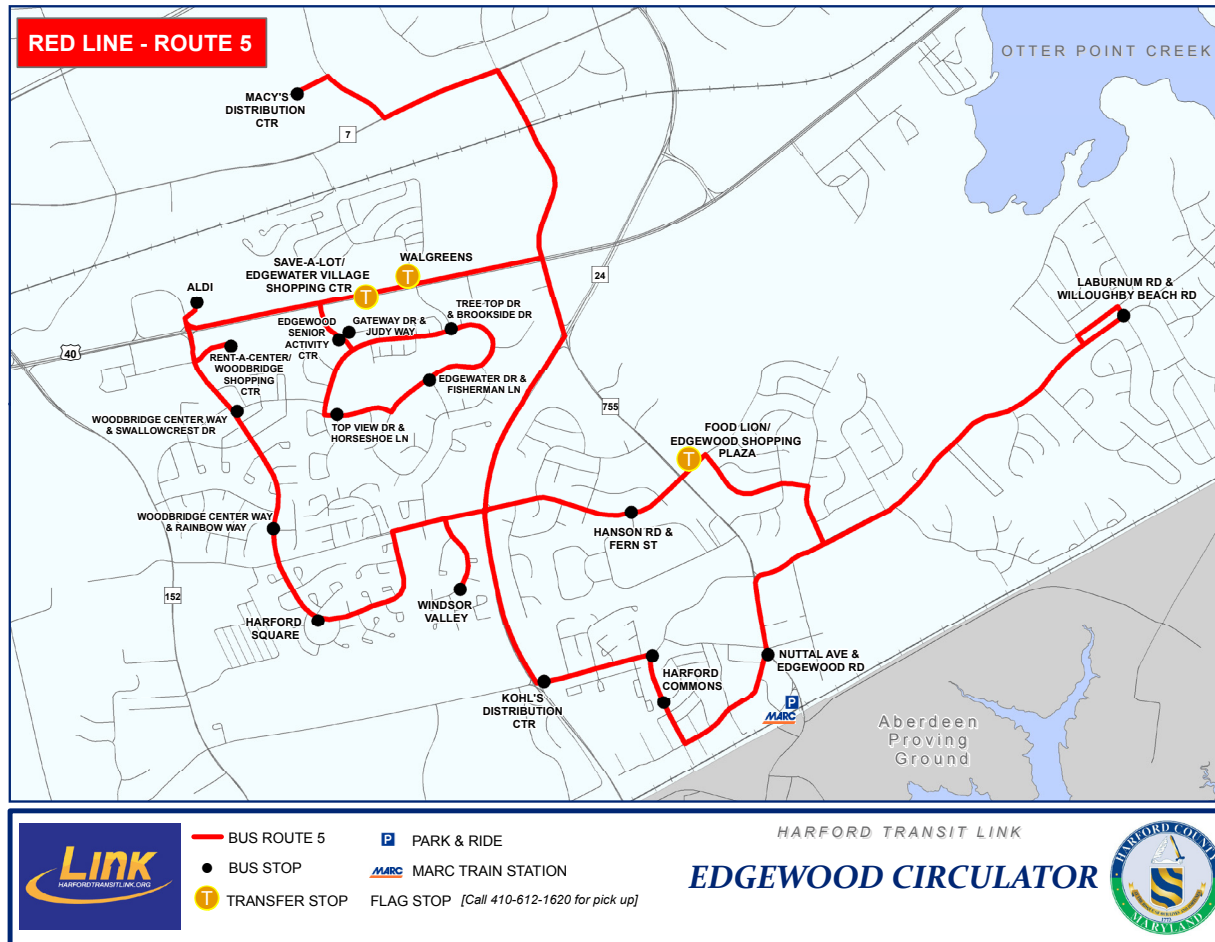 RED LINE - ROUTE 5
OTTER POINT CREEK
MACY'S
DISTRIBUTION
CTR
7
WALGREENS
SAVE-A-LOT/
EDGEWATER VILLAGE
SHOPPING CTR
T
T
24
ALDI
LABURNUM RD &
WILLOUGHBY BEACH RD
TREE TOP DR
& BROOKSIDE DR
GATEWAY DR &
JUDY WAY
EDGEWOOD
SENIOR
ACTIVITY
CTR
40
RENT-A-CENTER/
WOODBRIDGE
SHOPPING
CTR
EDGEWATER DR &
FISHERMAN LN
WOODBRIDGE CENTER WAY
& SWALLOWCREST DR
TOP VIEW DR &
HORSESHOE LN
755
FOOD LION/
EDGEWOOD SHOPPING
PLAZA
T
WOODBRIDGE CENTER WAY
& RAINBOW WAY
HANSON RD &
FERN ST
152
WINDSOR
VALLEY
HARFORD
SQUARE
NUTTAL AVE &
EDGEWOOD RD
HARFORD
COMMONS
KOHL'S
DISTRIBUTION
CTR
P
MARC
Aberdeen
Proving
Ground
LINK
HARFORDTRANSITLINK.ORG
BUS ROUTE 5
BUS STOP
T TRANSFER STOP
P PARK & RIDE
MARC MARC TRAIN STATION
FLAG STOP [Call 410-612-1620 for pick up]
HARFORD TRANSIT LINK
EDGEWOOD CIRCULATOR
HARFORD COUNTY
MARYLAND